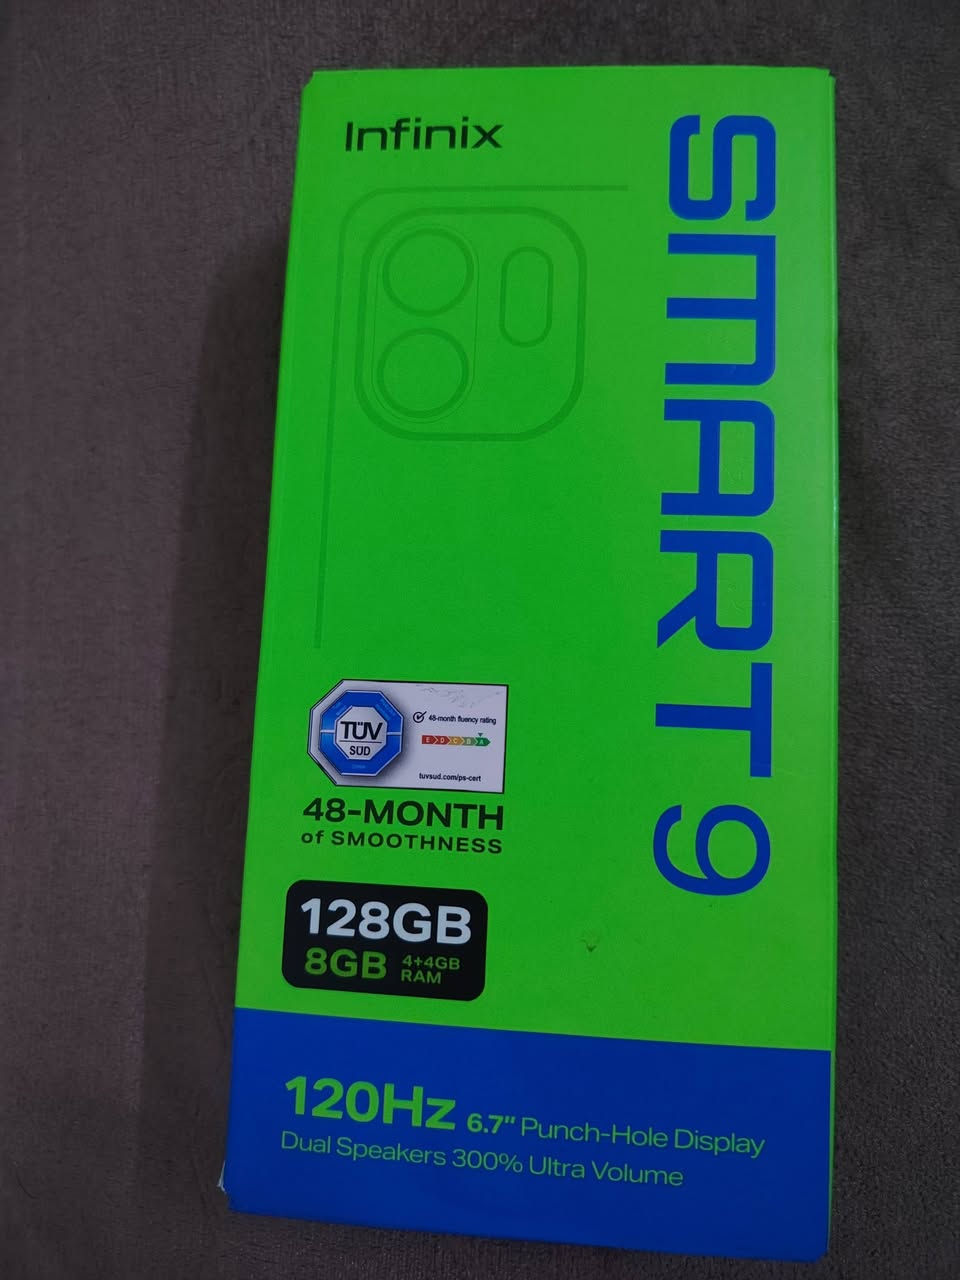 Infinix
SMART 9
TÜV
SÜD
48-month fluency rating
E D C B A
tuvsud.com/ps-cert
48-MONTH
of SMOOTHNESS
128GB
8GB 4+4GB
RAM
120Hz 6.7" Punch-Hole Display
Dual Speakers 300% Ultra Volume